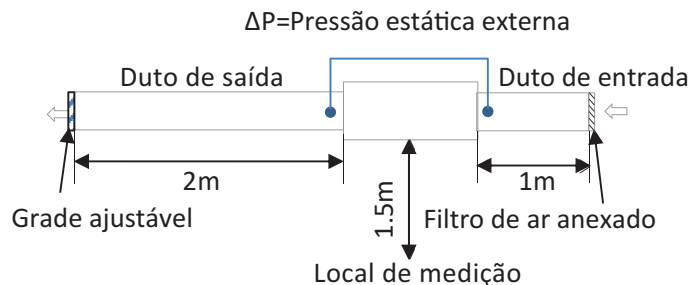 ΔP=Pressão estática externa
Duto de saída
Duto de entrada
2m
1m
1.5m
Grade ajustável
Filtro de ar anexado
Local de medição